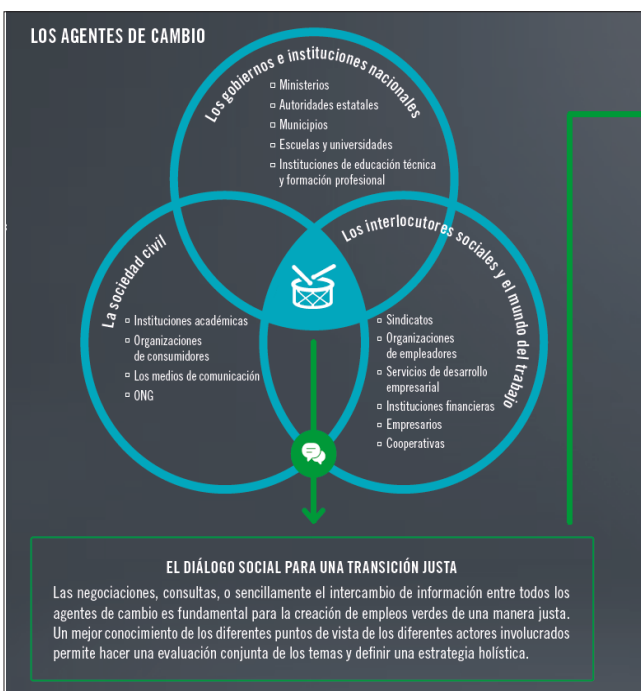 LOS AGENTES DE CAMBIO
Los gobiernos e instituciones nacionales
▫ Ministerios
▫ Autoridades estatales
▫ Municipios
▫ Escuelas y universidades
▫ Instituciones de educación técnica
y formación profesional
La sociedad civil
▫ Instituciones académicas
▫ Organizaciones
de consumidores
▫ Los medios de comunicación
▫ ONG
Los interlocutores sociales y el mundo del trabajo
▫ Sindicatos
▫ Organizaciones
de empleadores
▫ Servicios de desarrollo
empresarial
▫ Instituciones financieras
▫ Empresarios
▫ Cooperativas
EL DIÁLOGO SOCIAL PARA UNA TRANSICIÓN JUSTA
Las negociaciones, consultas, o sencillamente el intercambio de información entre todos los
agentes de cambio es fundamental para la creación de empleos verdes de una manera justa.
Un mejor conocimiento de los diferentes puntos de vista de los diferentes actores involucrados
permite hacer una evaluación conjunta de los temas y definir una estrategia holística.